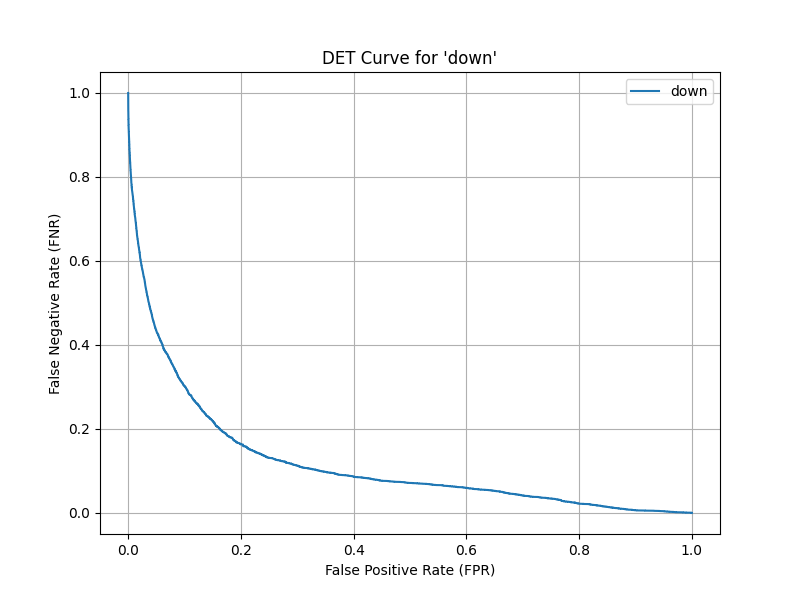 DET Curve for 'down'
down
1.0
0.8
0.6
0.4
0.2
0.0
False Negative Rate (FNR)
0.0 0.2 0.4 0.6 0.8 1.0
False Positive Rate (FPR)